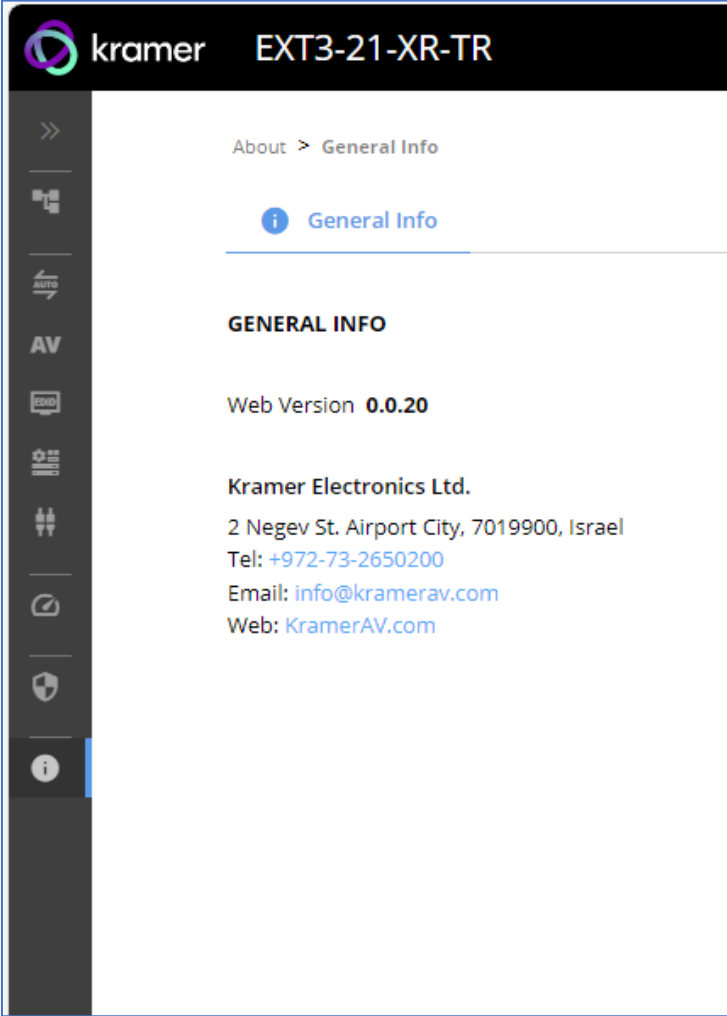 kramer EXT3-21-XR-TR
About > General Info
General Info
AUTO
GENERAL INFO
AV
Web Version 0.0.20
EDID
Kramer Electronics Ltd.
2 Negev St. Airport City, 7019900, Israel
Tel: +972-73-2650200
Email: info@kramerav.com
Web: KramerAV.com